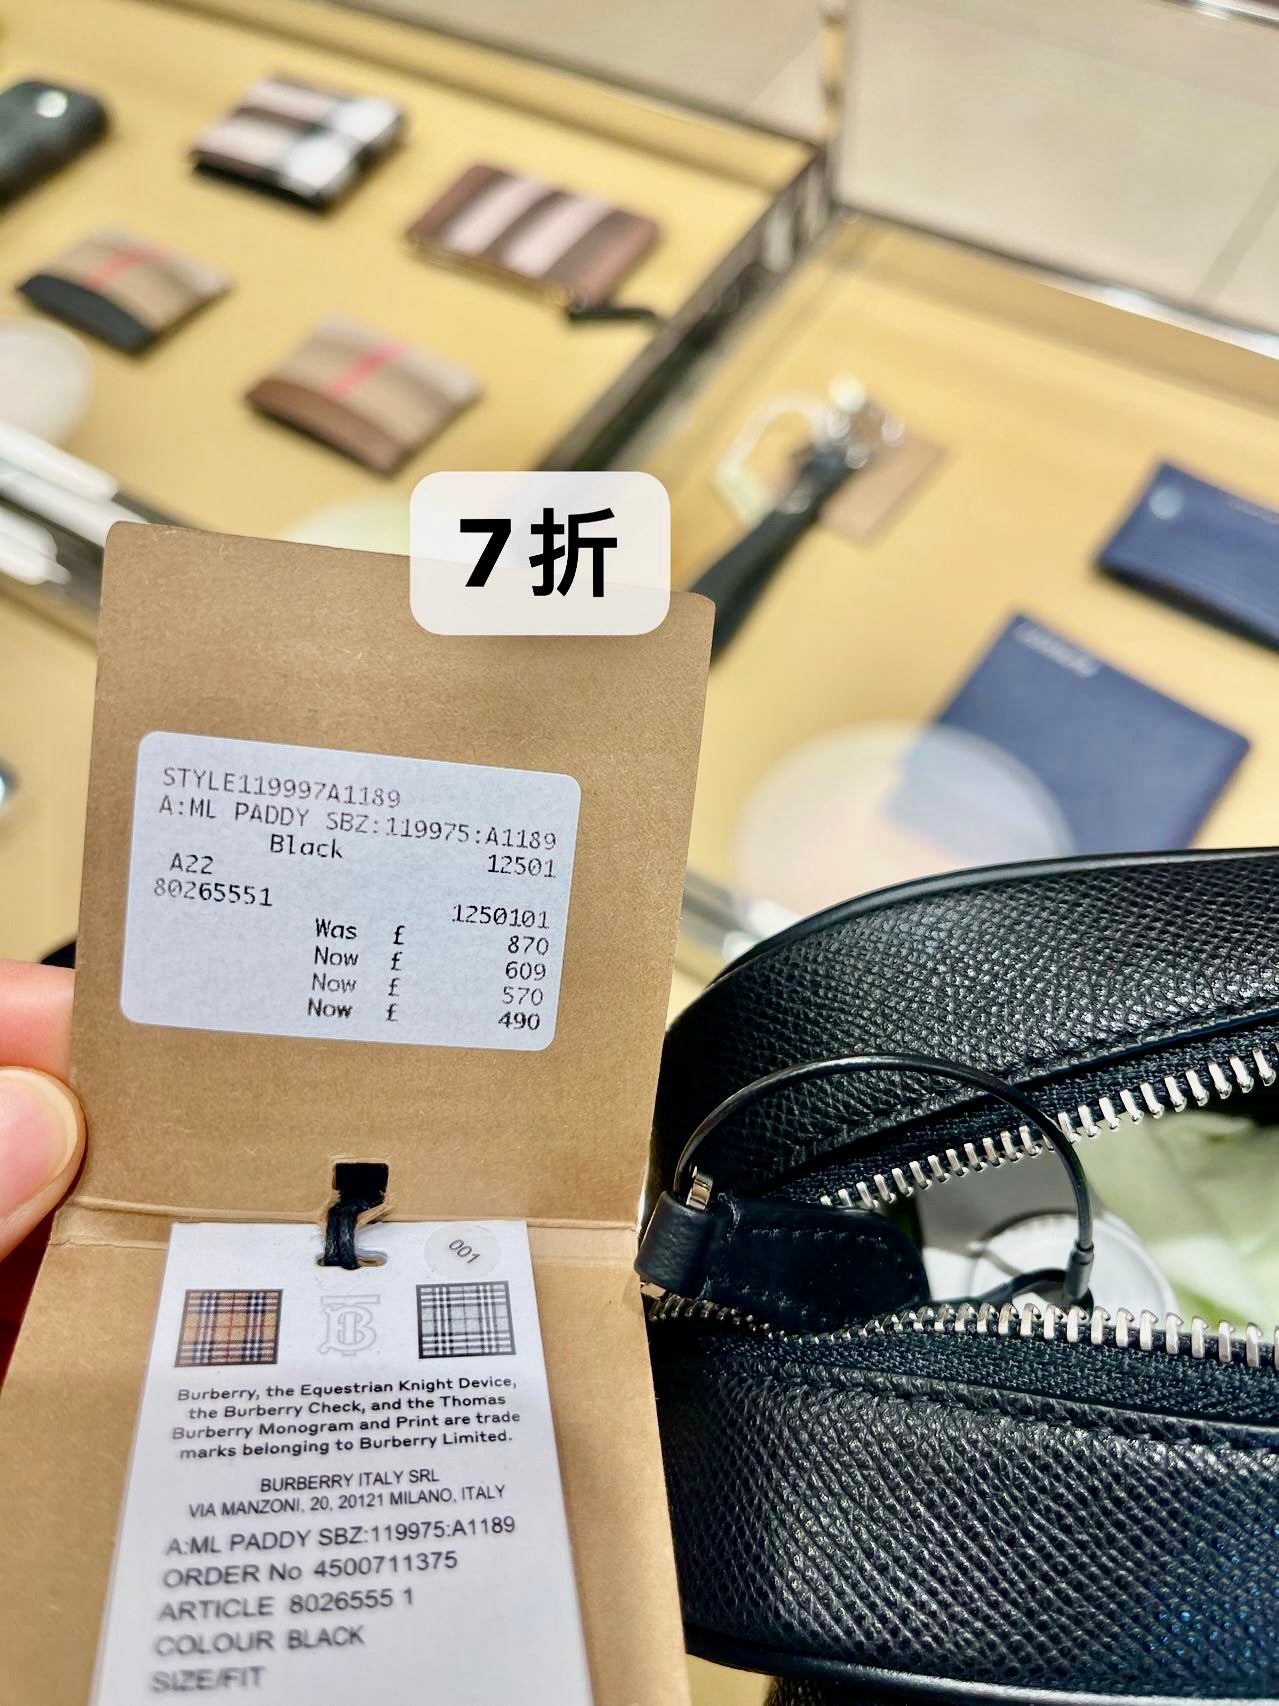 7折
STYLE119997A1189
A:ML PADDY SBZ:119975:A1189
Black 12501
A22
80265551
1250101
Was £ 870
Now £ 609
Now £ 570
Now £ 490
001
Burberry, the Equestrian Knight Device,
the Burberry Check, and the Thomas
Burberry Monogram and Print are trade
marks belonging to Burberry Limited.
BURBERRY ITALY SRL
VIA MANZONI, 20, 20121 MILANO, ITALY
A:ML PADDY SBZ:119975:A1189
ORDER No 4500711375
ARTICLE 8026555 1
COLOUR BLACK
SIZE/FIT